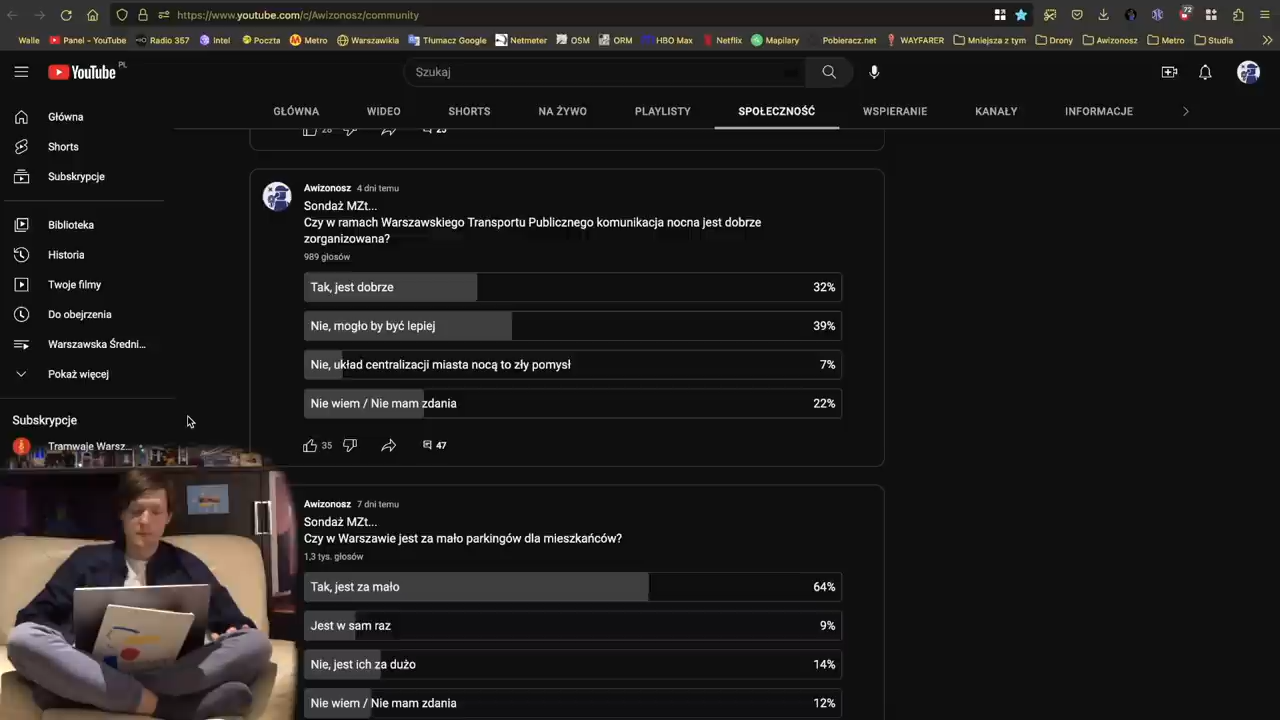 https://www.youtube.com/c/Awizonosz/community
72
Walle
Panel - YouTube
Radio 357
Intel
Poczta
Metro
Warszawikia
Tłumacz Google
Netmeter
OSM
ORM
HBO Max
Netflix
Mapilary
Pobieracz.net
WAYFARER
Mniejsza z tym
Drony
Awizonosz
Metro
Studia
YouTube PL
Szukaj
GŁÓWNA
WIDEO
SHORTS
NA ŻYWO
PLAYLISTY
SPOŁECZNOŚĆ
WSPIERANIE
KANAŁY
INFORMACJE
Główna
Shorts
Subskrypcje
Biblioteka
Historia
Twoje filmy
Do obejrzenia
Warszawska Średni...
Pokaż więcej
Subskrypcje
Tramwaje Warsz...
Awizonosz 4 dni temu
Sondaż MZt...
Czy w ramach Warszawskiego Transportu Publicznego komunikacja nocna jest dobrze
zorganizowana?
989 głosów
Tak, jest dobrze 32%
Nie, mogło by być lepiej 39%
Nie, układ centralizacji miasta nocą to zły pomysł 7%
Nie wiem / Nie mam zdania 22%
35 47
Awizonosz 7 dni temu
Sondaż MZt...
Czy w Warszawie jest za mało parkingów dla mieszkańców?
1,3 tys. głosów
Tak, jest za mało 64%
Jest w sam raz 9%
Nie, jest ich za dużo 14%
Nie wiem / Nie mam zdania 12%